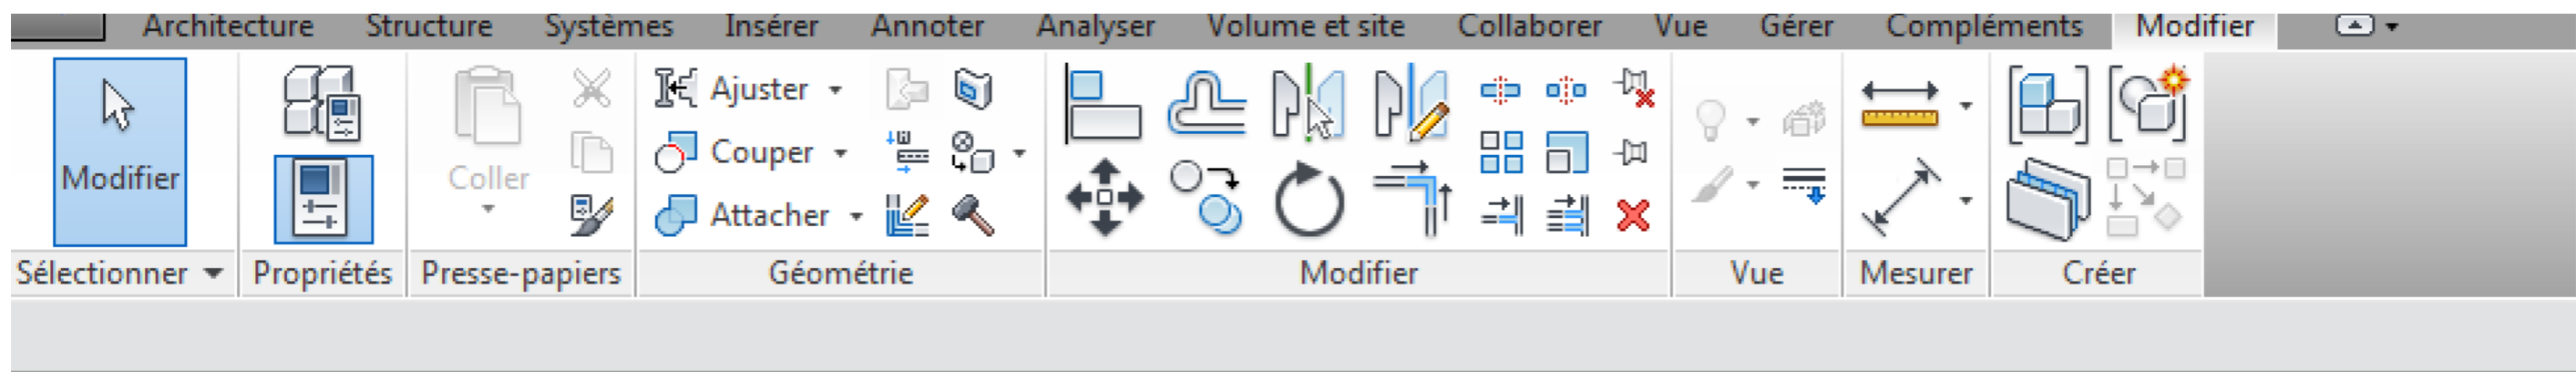 Architecture Structure Systèmes Insérer Annoter Analyser Volume et site Collaborer Vue Gérer Compléments Modifier
Modifier
Coller
Ajuster
Couper
Attacher
Sélectionner Propriétés Presse-papiers Géométrie Modifier Vue Mesurer Créer